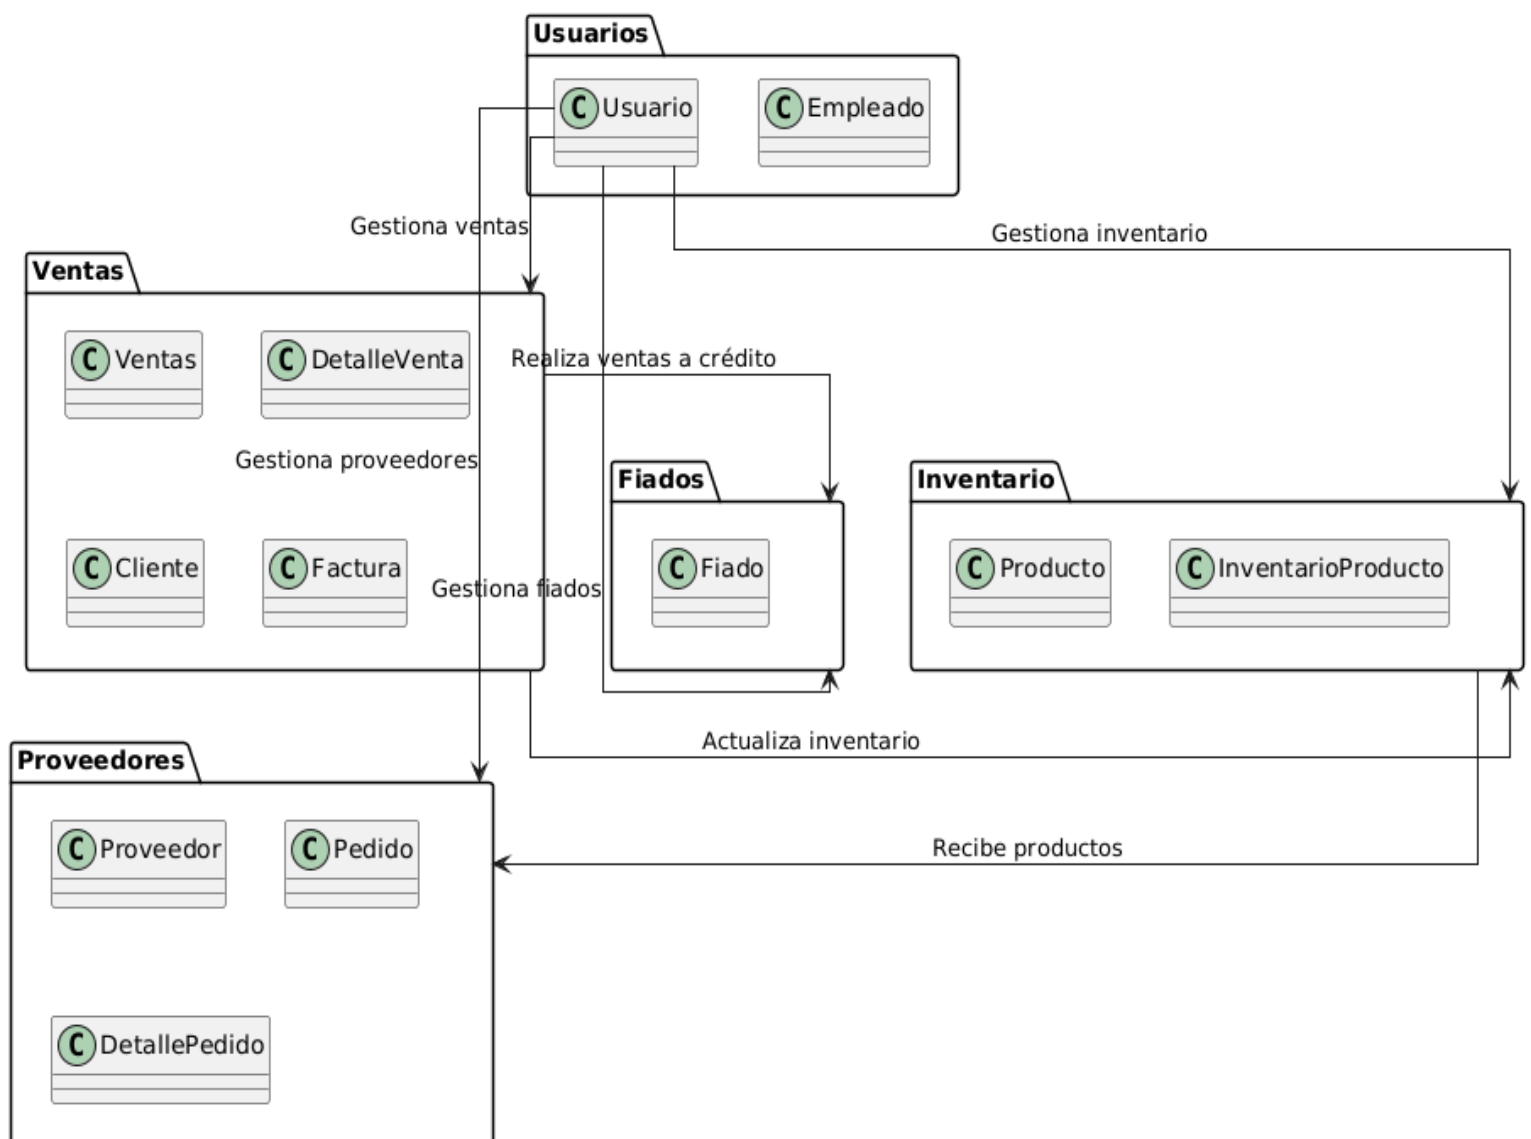 Usuarios
C Usuario
C Empleado
Gestiona ventas
Gestiona inventario
Ventas
C Ventas
C DetalleVenta
Realiza ventas a crédito
Gestiona proveedores
Fiados
Inventario
C Cliente
C Factura
Gestiona fiados
C Fiado
C Producto
C InventarioProducto
Actualiza inventario
Proveedores
C Proveedor
C Pedido
Recibe productos
C DetallePedido